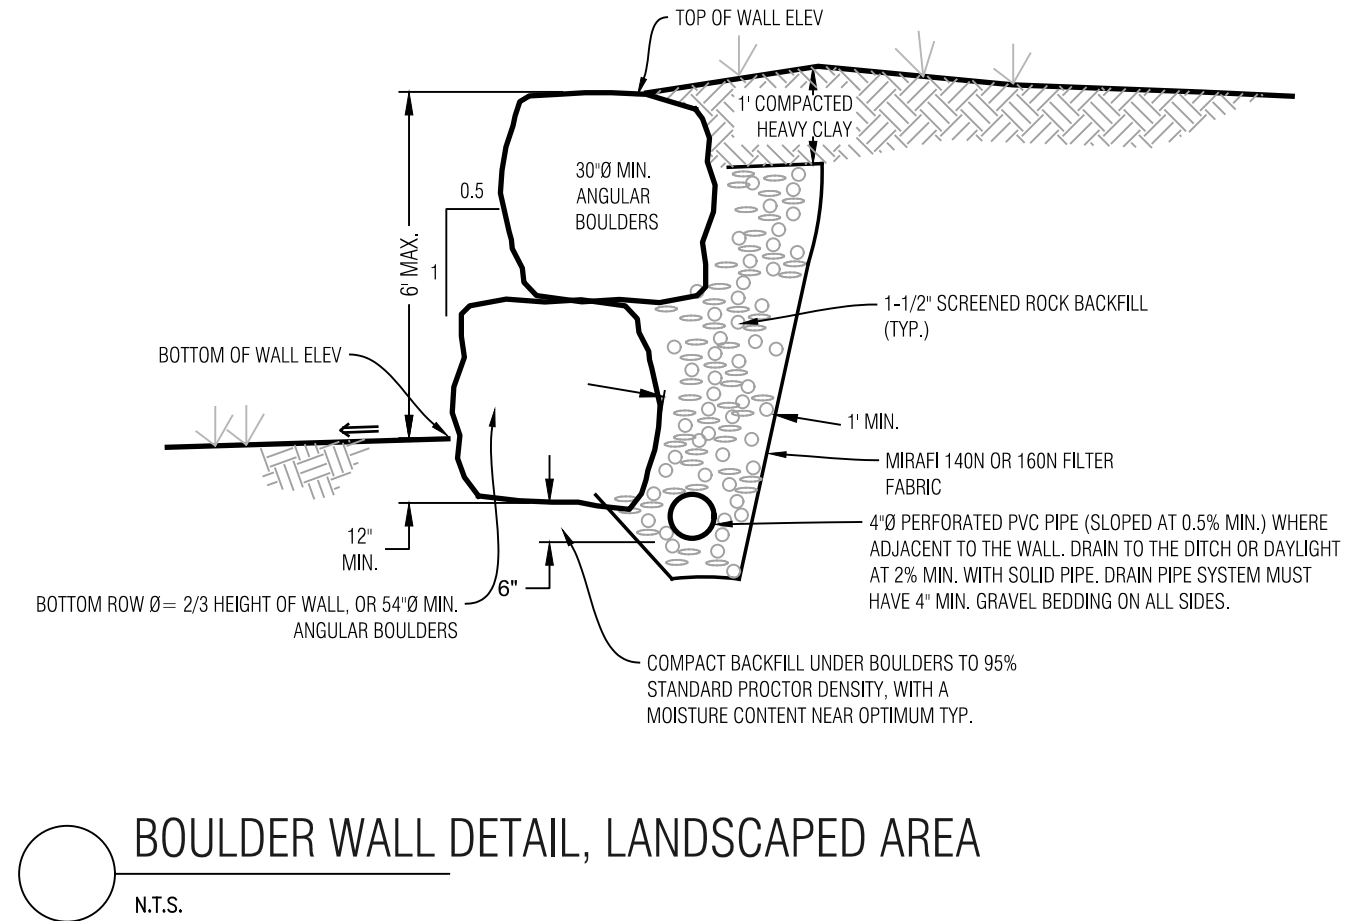 TOP OF WALL ELEV
1' COMPACTED
HEAVY CLAY
30"Ø MIN.
ANGULAR
BOULDERS
0.5
1
6' MAX.
1-1/2" SCREENED ROCK BACKFILL
(TYP.)
BOTTOM OF WALL ELEV
1' MIN.
MIRAFI 140N OR 160N FILTER
FABRIC
4"Ø PERFORATED PVC PIPE (SLOPED AT 0.5% MIN.) WHERE
ADJACENT TO THE WALL. DRAIN TO THE DITCH OR DAYLIGHT
AT 2% MIN. WITH SOLID PIPE. DRAIN PIPE SYSTEM MUST
HAVE 4" MIN. GRAVEL BEDDING ON ALL SIDES.
12"
MIN.
6"
BOTTOM ROW Ø= 2/3 HEIGHT OF WALL, OR 54"Ø MIN.
ANGULAR BOULDERS
COMPACT BACKFILL UNDER BOULDERS TO 95%
STANDARD PROCTOR DENSITY, WITH A
MOISTURE CONTENT NEAR OPTIMUM TYP.
BOULDER WALL DETAIL, LANDSCAPED AREA
N.T.S.